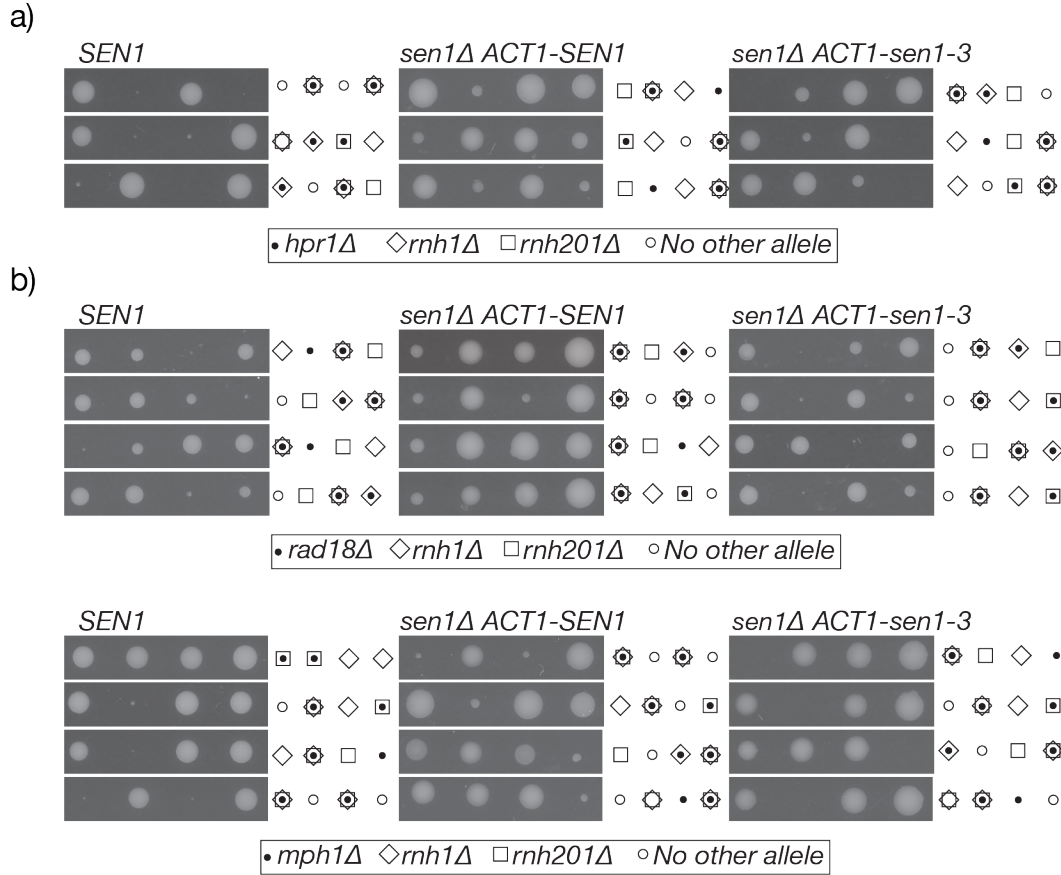 a)
SEN1 sen1Δ ACT1-SEN1 sen1Δ ACT1-sen1-3
hpr1Δ rnh1Δ rnh201Δ No other allele
b)
SEN1 sen1Δ ACT1-SEN1 sen1Δ ACT1-sen1-3
rad18Δ rnh1Δ rnh201Δ No other allele
SEN1 sen1Δ ACT1-SEN1 sen1Δ ACT1-sen1-3
mph1Δ rnh1Δ rnh201Δ No other allele